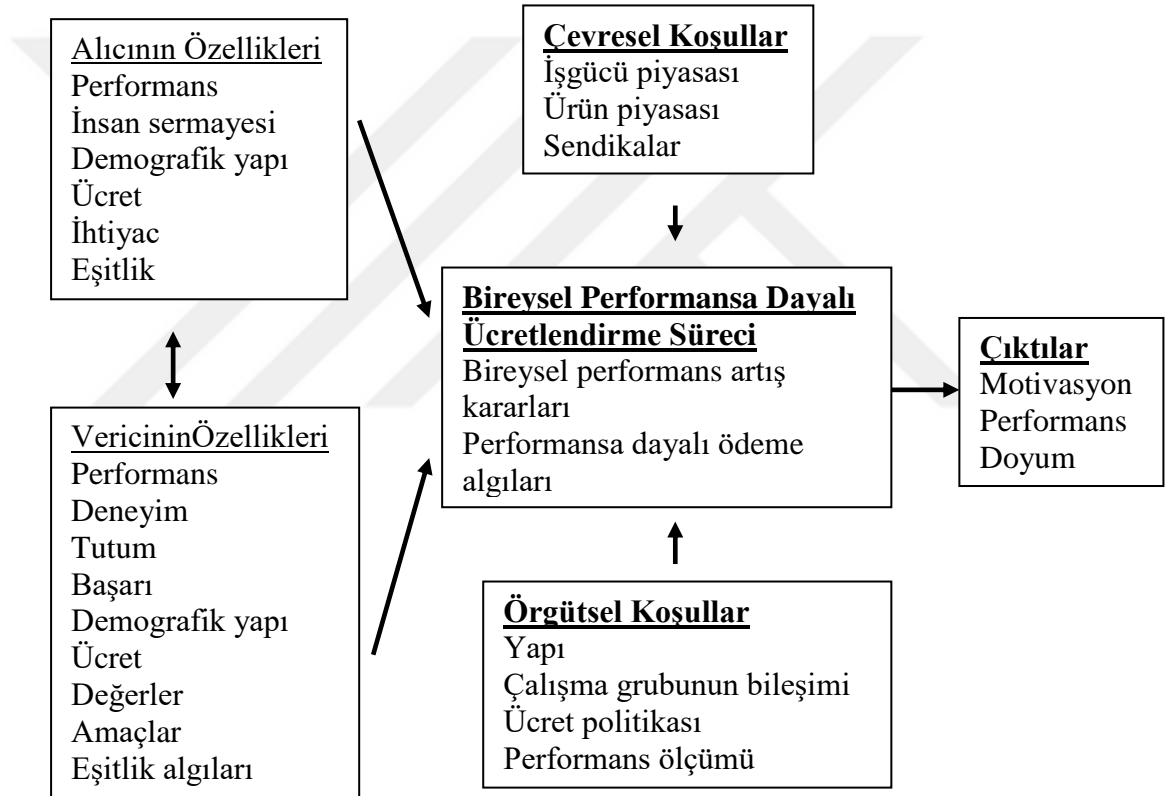 Alıcının Özellikleri
Performans
İnsan sermayesi
Demografik yapı
Ücret
İhtiyac
Eşitlik
VericininÖzellikleri
Performans
Deneyim
Tutum
Başarı
Demografik yapı
Ücret
Değerler
Amaçlar
Eşitlik algıları
Çevresel Koşullar
İşgücü piyasası
Ürün piyasası
Sendikalar
Bireysel Performansa Dayalı
Ücretlendirme Süreci
Bireysel performans artış
kararları
Performansa dayalı ödeme
algıları
Örgütsel Koşullar
Yapı
Çalışma grubunun bileşimi
Ücret politikası
Performans ölçümü
Çıktılar
Motivasyon
Performans
Doyum